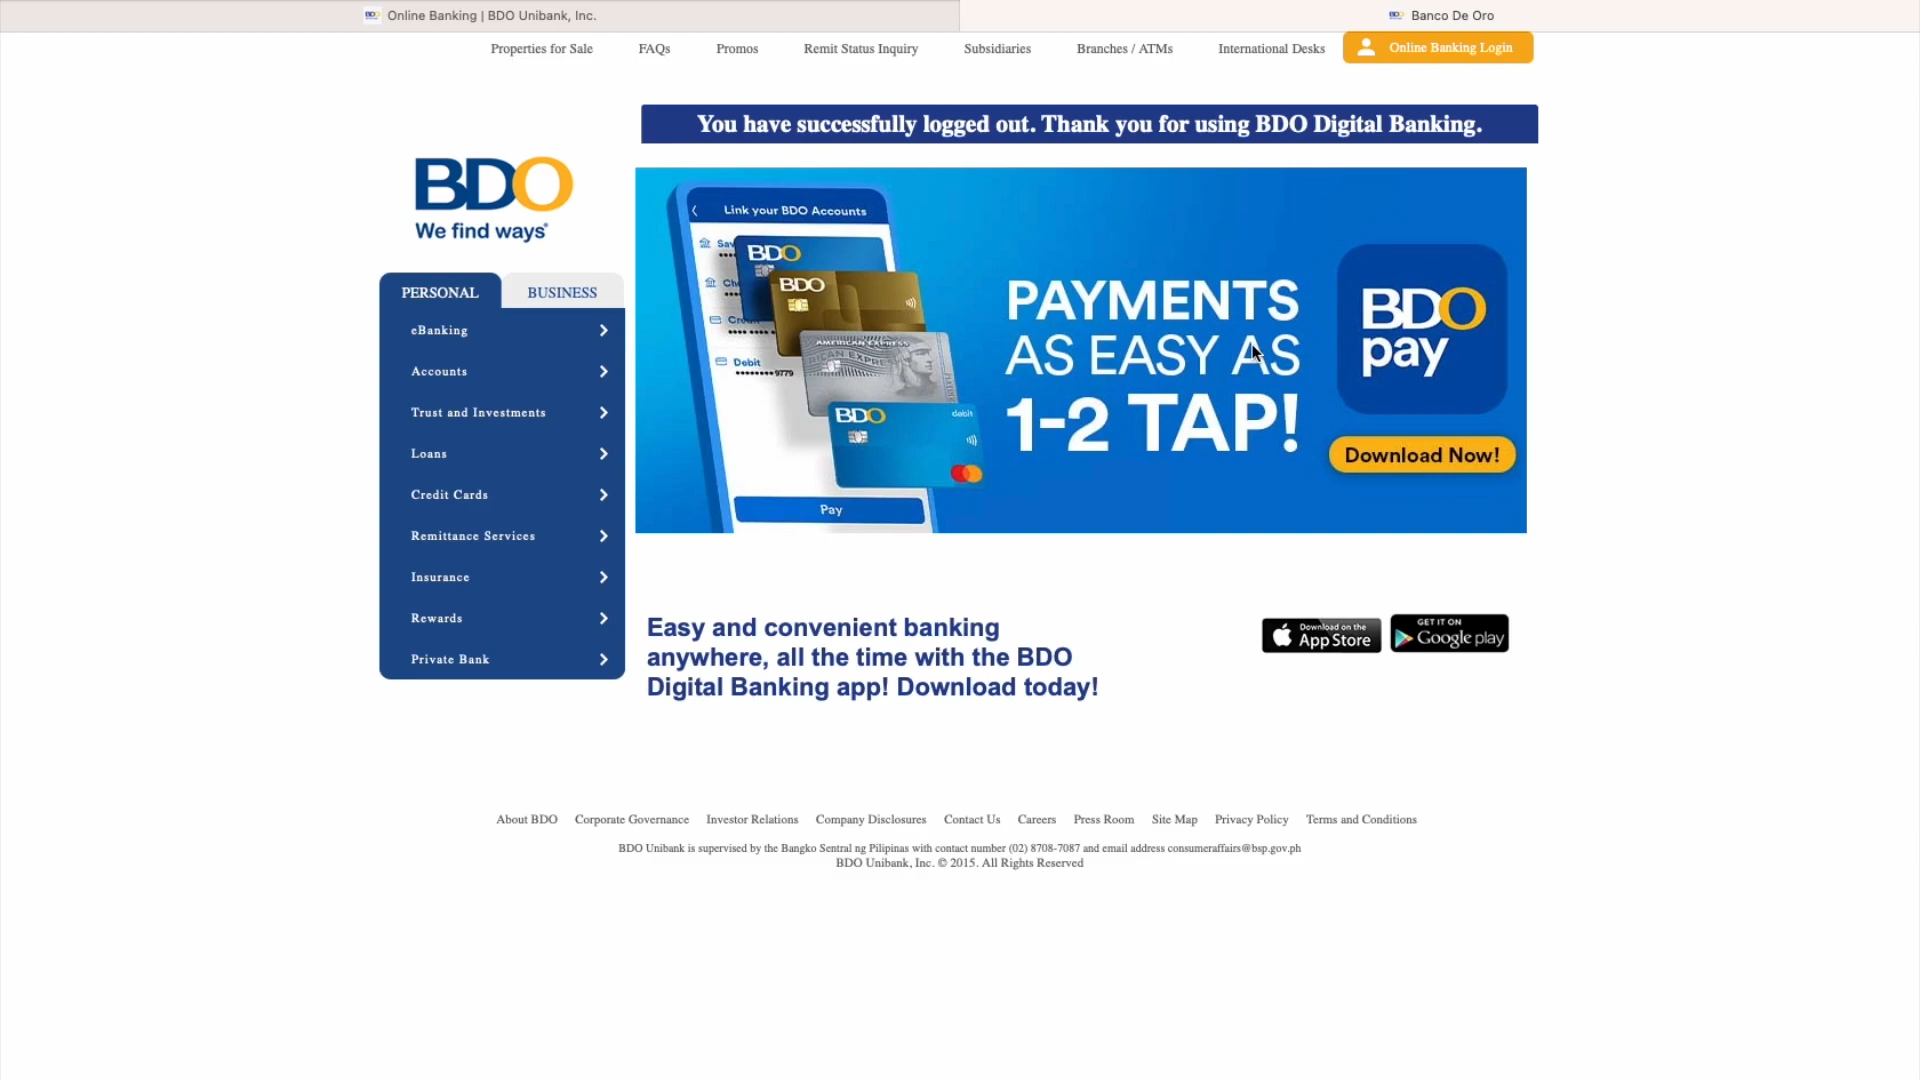 Online Banking | BDO Unibank, Inc.
Banco De Oro
Properties for Sale
FAQs
Promos
Remit Status Inquiry
Subsidiaries
Branches / ATMs
International Desks
Online Banking Login
You have successfully logged out. Thank you for using BDO Digital Banking.
BDO
We find ways
PERSONAL
BUSINESS
eBanking
Accounts
Trust and Investments
Loans
Credit Cards
Remittance Services
Insurance
Rewards
Private Bank
Link your BDO Accounts
BDO
BDO
AMERICAN EXPRESS
Debit
9779
BDO
debit
Pay
PAYMENTS
AS EASY AS
1-2 TAP!
BDO
pay
Download Now!
Easy and convenient banking
anywhere, all the time with the BDO
Digital Banking app! Download today!
Download on the
App Store
GET IT ON
Google play
About BDO
Corporate Governance
Investor Relations
Company Disclosures
Contact Us
Careers
Press Room
Site Map
Privacy Policy
Terms and Conditions
BDO Unibank is supervised by the Bangko Sentral ng Pilipinas with contact number (02) 8708-7087 and email address consumeraffairs@bsp.gov.ph
BDO Unibank, Inc. © 2015. All Rights Reserved